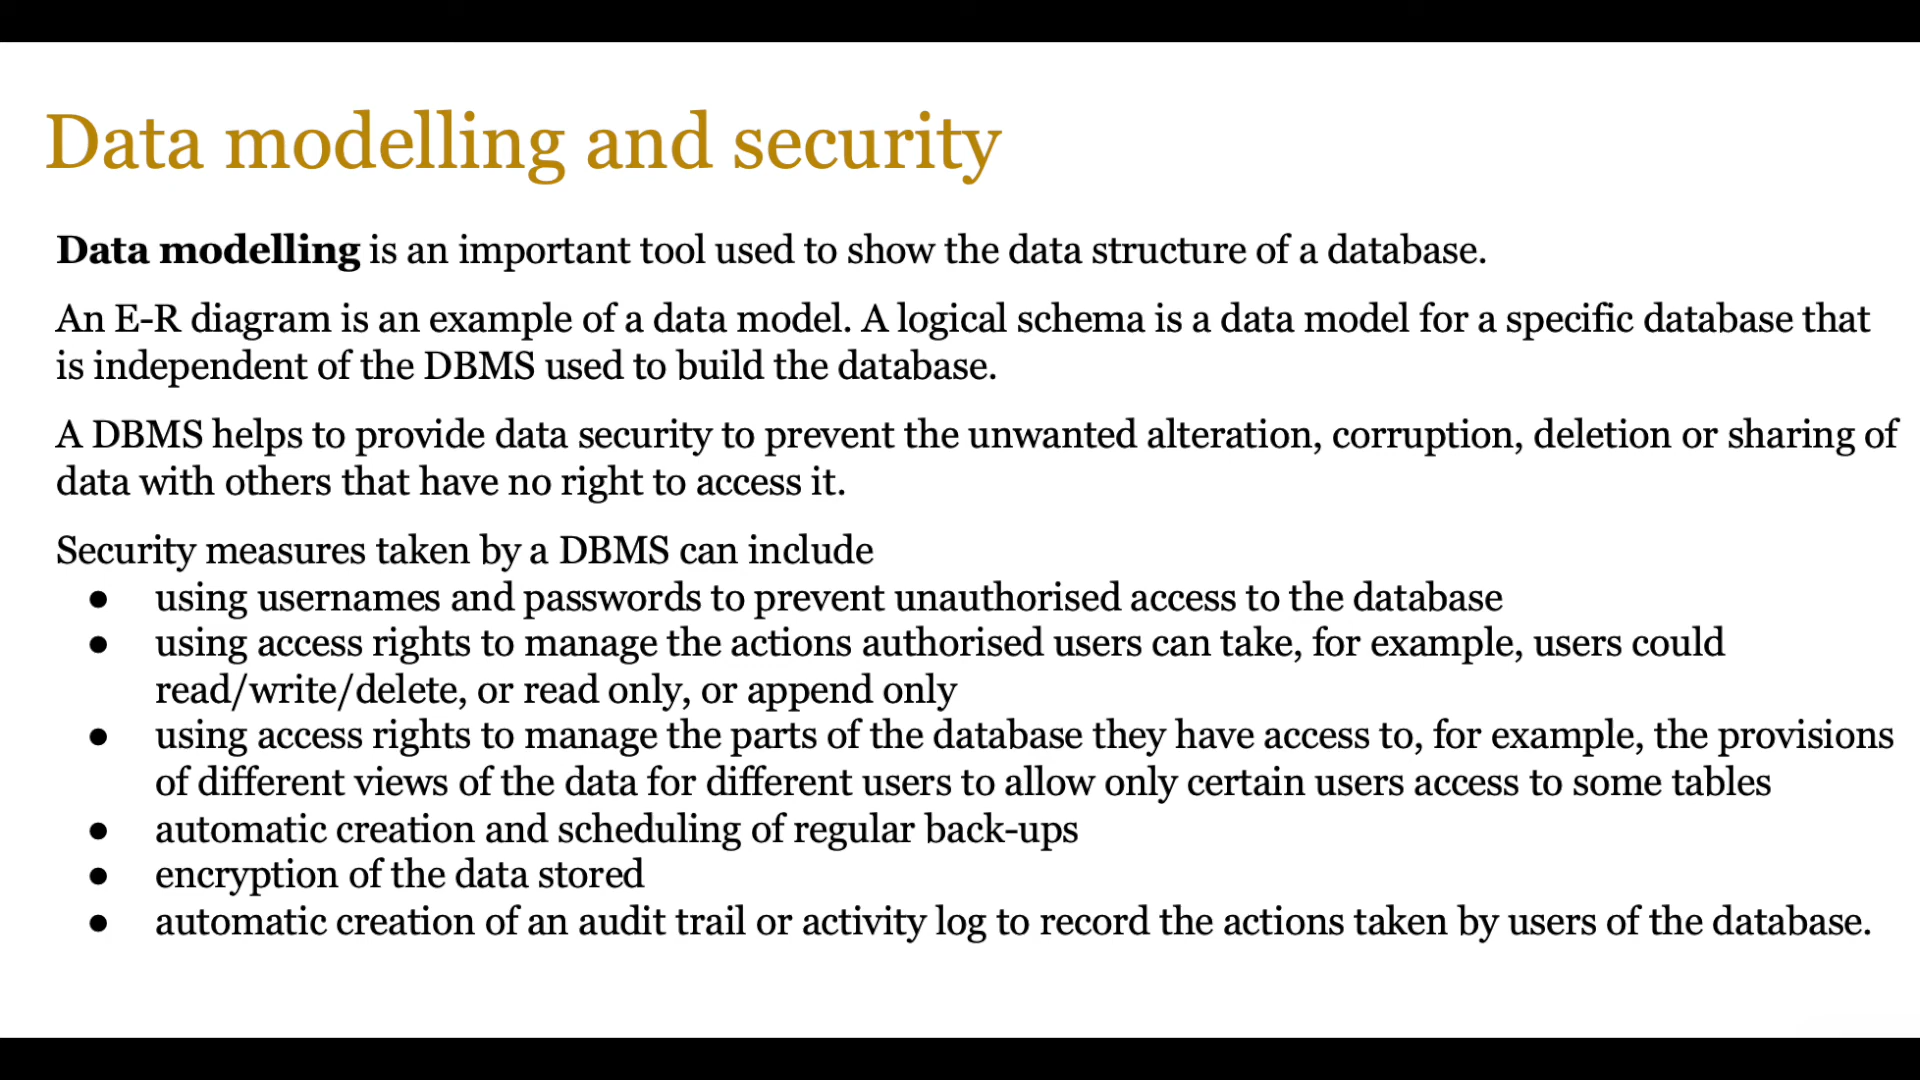 Data modelling and security
Data modelling is an important tool used to show the data structure of a database.
An E-R diagram is an example of a data model. A logical schema is a data model for a specific database that
is independent of the DBMS used to build the database.
A DBMS helps to provide data security to prevent the unwanted alteration, corruption, deletion or sharing of
data with others that have no right to access it.
Security measures taken by a DBMS can include
● using usernames and passwords to prevent unauthorised access to the database
● using access rights to manage the actions authorised users can take, for example, users could
read/write/delete, or read only, or append only
● using access rights to manage the parts of the database they have access to, for example, the provisions
of different views of the data for different users to allow only certain users access to some tables
● automatic creation and scheduling of regular back-ups
● encryption of the data stored
● automatic creation of an audit trail or activity log to record the actions taken by users of the database.